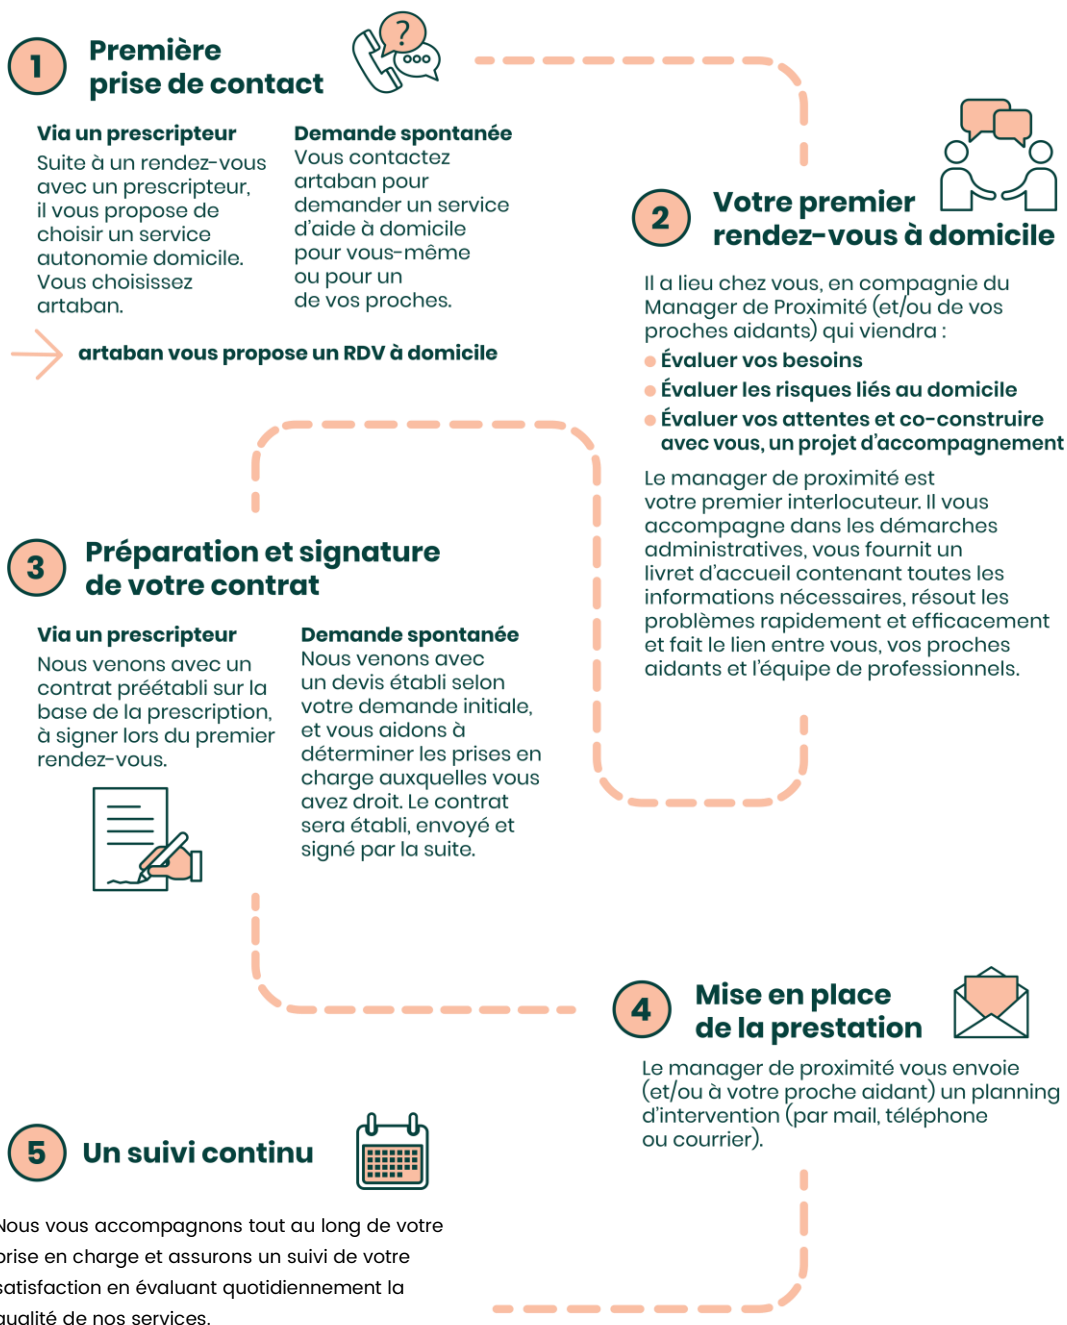 1
Première
prise de contact
?
Via un prescripteur
Suite à un rendez-vous
avec un prescripteur,
il vous propose de
choisir un service
autonomie domicile.
Vous choisissez
artaban.
Demande spontanée
Vous contactez
artaban pour
demander un service
d'aide à domicile
pour vous-même
ou pour un
de vos proches.
artaban vous propose un RDV à domicile
2
Votre premier
rendez-vous à domicile
Il a lieu chez vous, en compagnie du
Manager de Proximité (et/ou de vos
proches aidants) qui viendra :
• Évaluer vos besoins
• Évaluer les risques liés au domicile
• Évaluer vos attentes et co-construire
avec vous, un projet d'accompagnement
Le manager de proximité est
votre premier interlocuteur. Il vous
accompagne dans les démarches
administratives, vous fournit un
livret d'accueil contenant toutes les
informations nécessaires, résout les
problèmes rapidement et efficacement
et fait le lien entre vous, vos proches
aidants et l'équipe de professionnels.
3
Préparation et signature
de votre contrat
Via un prescripteur
Nous venons avec un
contrat préétabli sur la
base de la prescription,
à signer lors du premier
rendez-vous.
Demande spontanée
Nous venons avec
un devis établi selon
votre demande initiale,
et vous aidons à
déterminer les prises en
charge auxquelles vous
avez droit. Le contrat
sera établi, envoyé et
signé par la suite.
4
Mise en place
de la prestation
Le manager de proximité vous envoie
(et/ou à votre proche aidant) un planning
d'intervention (par mail, téléphone
ou courrier).
5
Un suivi continu
Nous vous accompagnons tout au long de votre
prise en charge et assurons un suivi de votre
satisfaction en évaluant quotidiennement la
qualité de nos services.